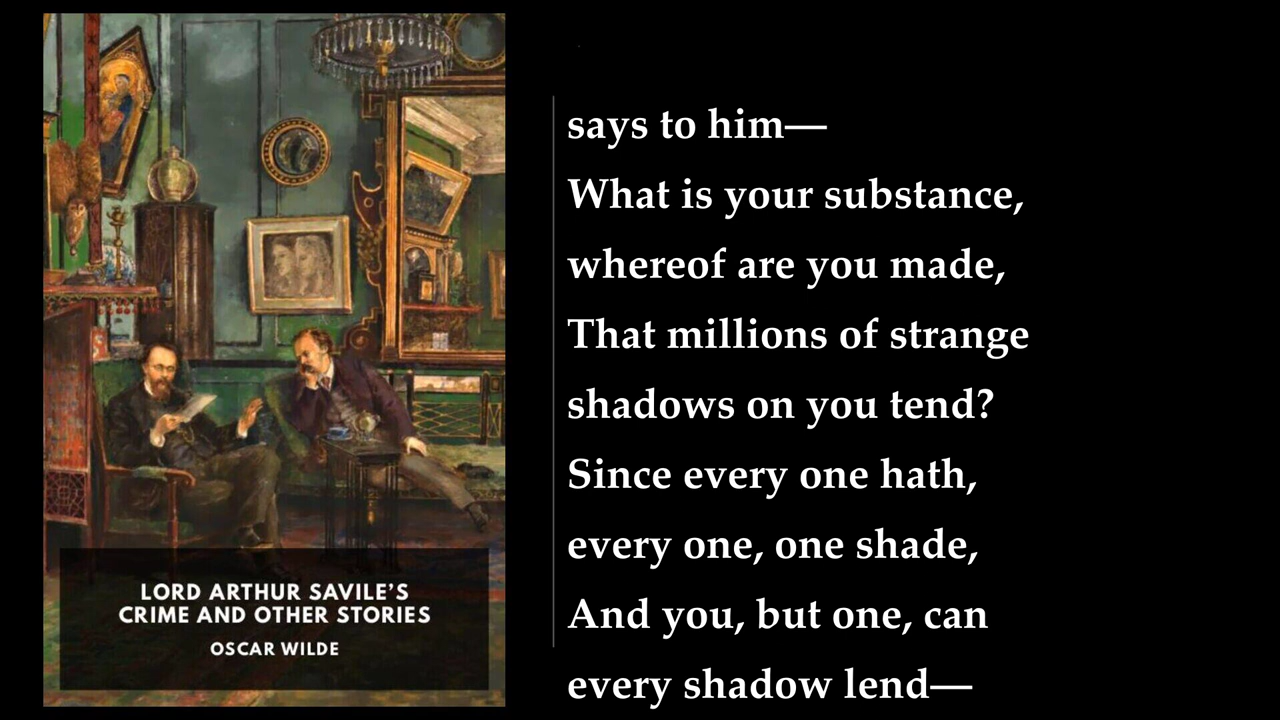 LORD ARTHUR SAVILE’S
CRIME AND OTHER STORIES
OSCAR WILDE
says to him—
What is your substance,
whereof are you made,
That millions of strange
shadows on you tend?
Since every one hath,
every one, one shade,
And you, but one, can
every shadow lend—